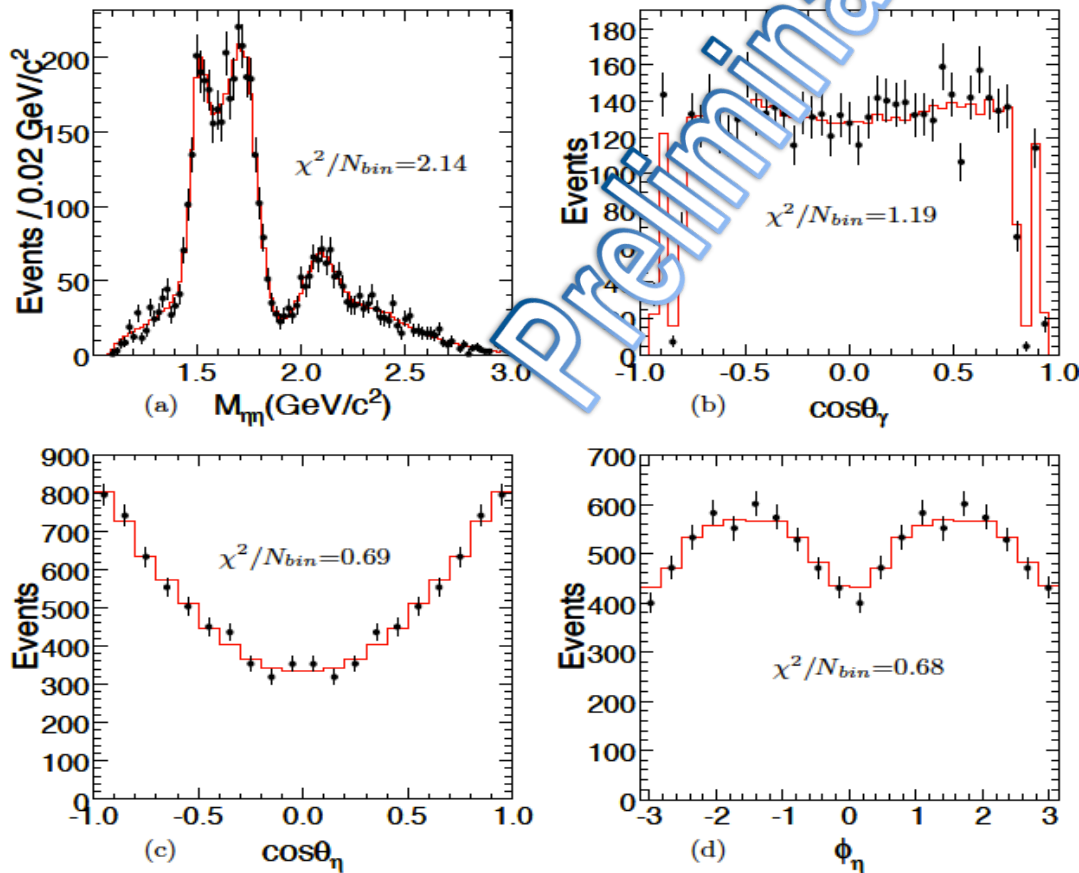 Prelimina
Events / 0.02 GeV/c²
200
150
100
50
0
χ²/N_bin=2.14
1.5 2.0 2.5 3.0
(a) M_ηη(GeV/c²)
Events
180
160
140
120
100
80
40
20
0
χ²/N_bin=1.19
-1.0 -0.5 0.0 0.5 1.0
(b) cosθ_γ
Events
900
800
700
600
500
400
300
200
100
0
χ²/N_bin=0.69
-1.0 -0.5 0.0 0.5 1.0
(c) cosθ_η
Events
700
600
500
400
300
200
100
0
χ²/N_bin=0.68
-3 -2 -1 0 1 2 3
(d) ϕ_η